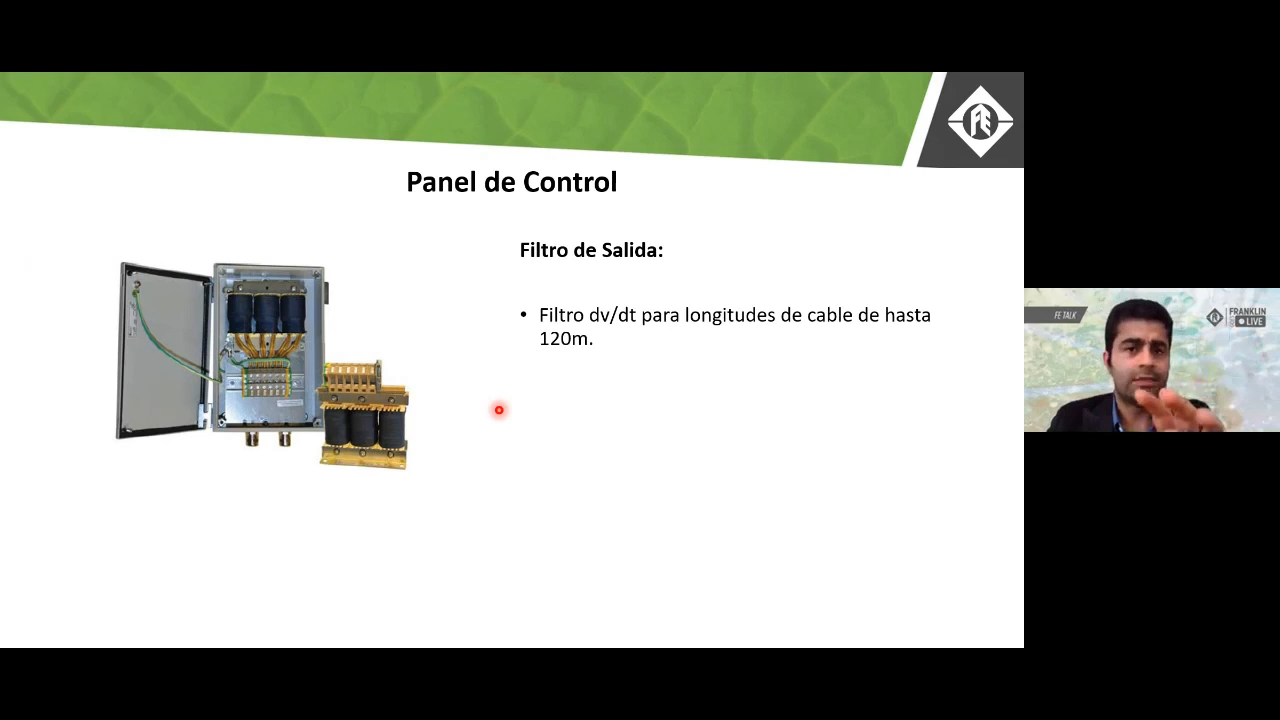 FE
Panel de Control
Filtro de Salida:
• Filtro dv/dt para longitudes de cable de hasta
120m.
FE TALK
FRANKLIN
LIVE